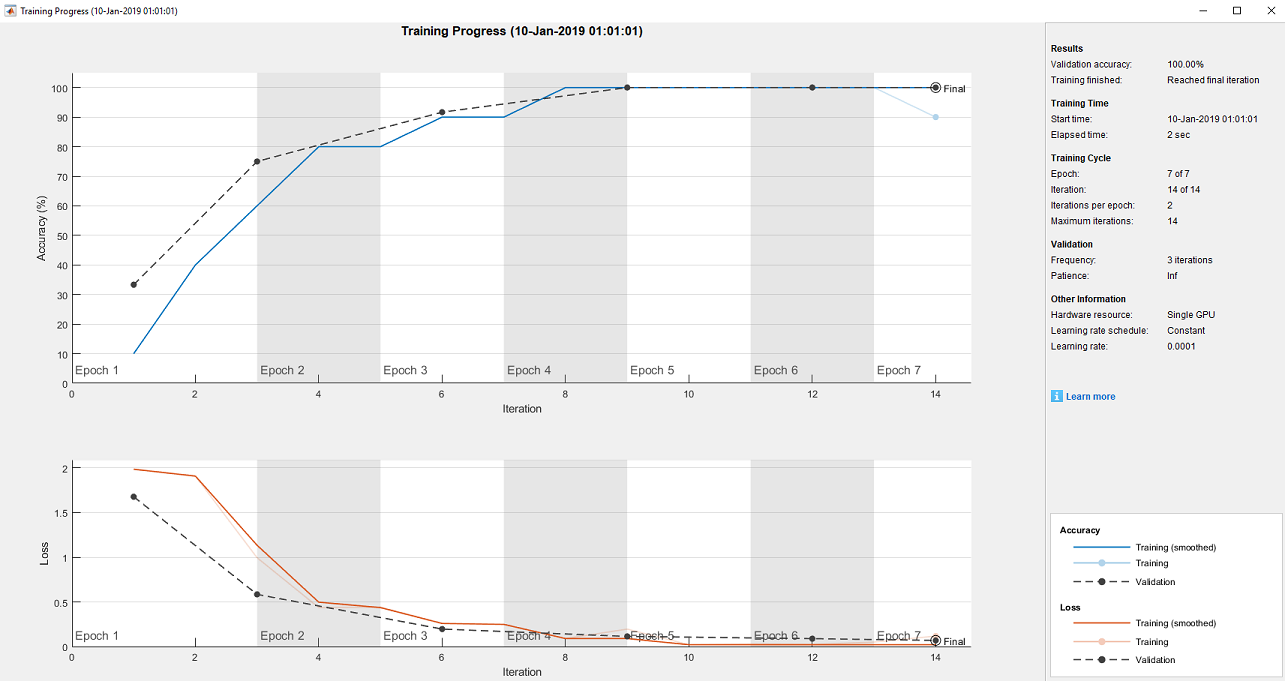 Training Progress (10-Jan-2019 01:01:01)
Training Progress (10-Jan-2019 01:01:01)
100
90
80
70
60
50
40
30
20
10
0
Accuracy (%)
Final
Epoch 1 Epoch 2 Epoch 3 Epoch 4 Epoch 5 Epoch 6 Epoch 7
0 2 4 6 8 10 12 14
Iteration
2
1.5
1
0.5
0
Loss
Epoch 1 Epoch 2 Epoch 3 Epoch 4 Epoch 5 Epoch 6 Epoch 7
Final
0 2 4 6 8 10 12 14
Iteration
Results
Validation accuracy: 100.00%
Training finished: Reached final iteration
Training Time
Start time: 10-Jan-2019 01:01:01
Elapsed time: 2 sec
Training Cycle
Epoch: 7 of 7
Iteration: 14 of 14
Iterations per epoch: 2
Maximum iterations: 14
Validation
Frequency: 3 iterations
Patience: Inf
Other Information
Hardware resource: Single GPU
Learning rate schedule: Constant
Learning rate: 0.0001
i Learn more
Accuracy
Training (smoothed)
Training
Validation
Loss
Training (smoothed)
Training
Validation